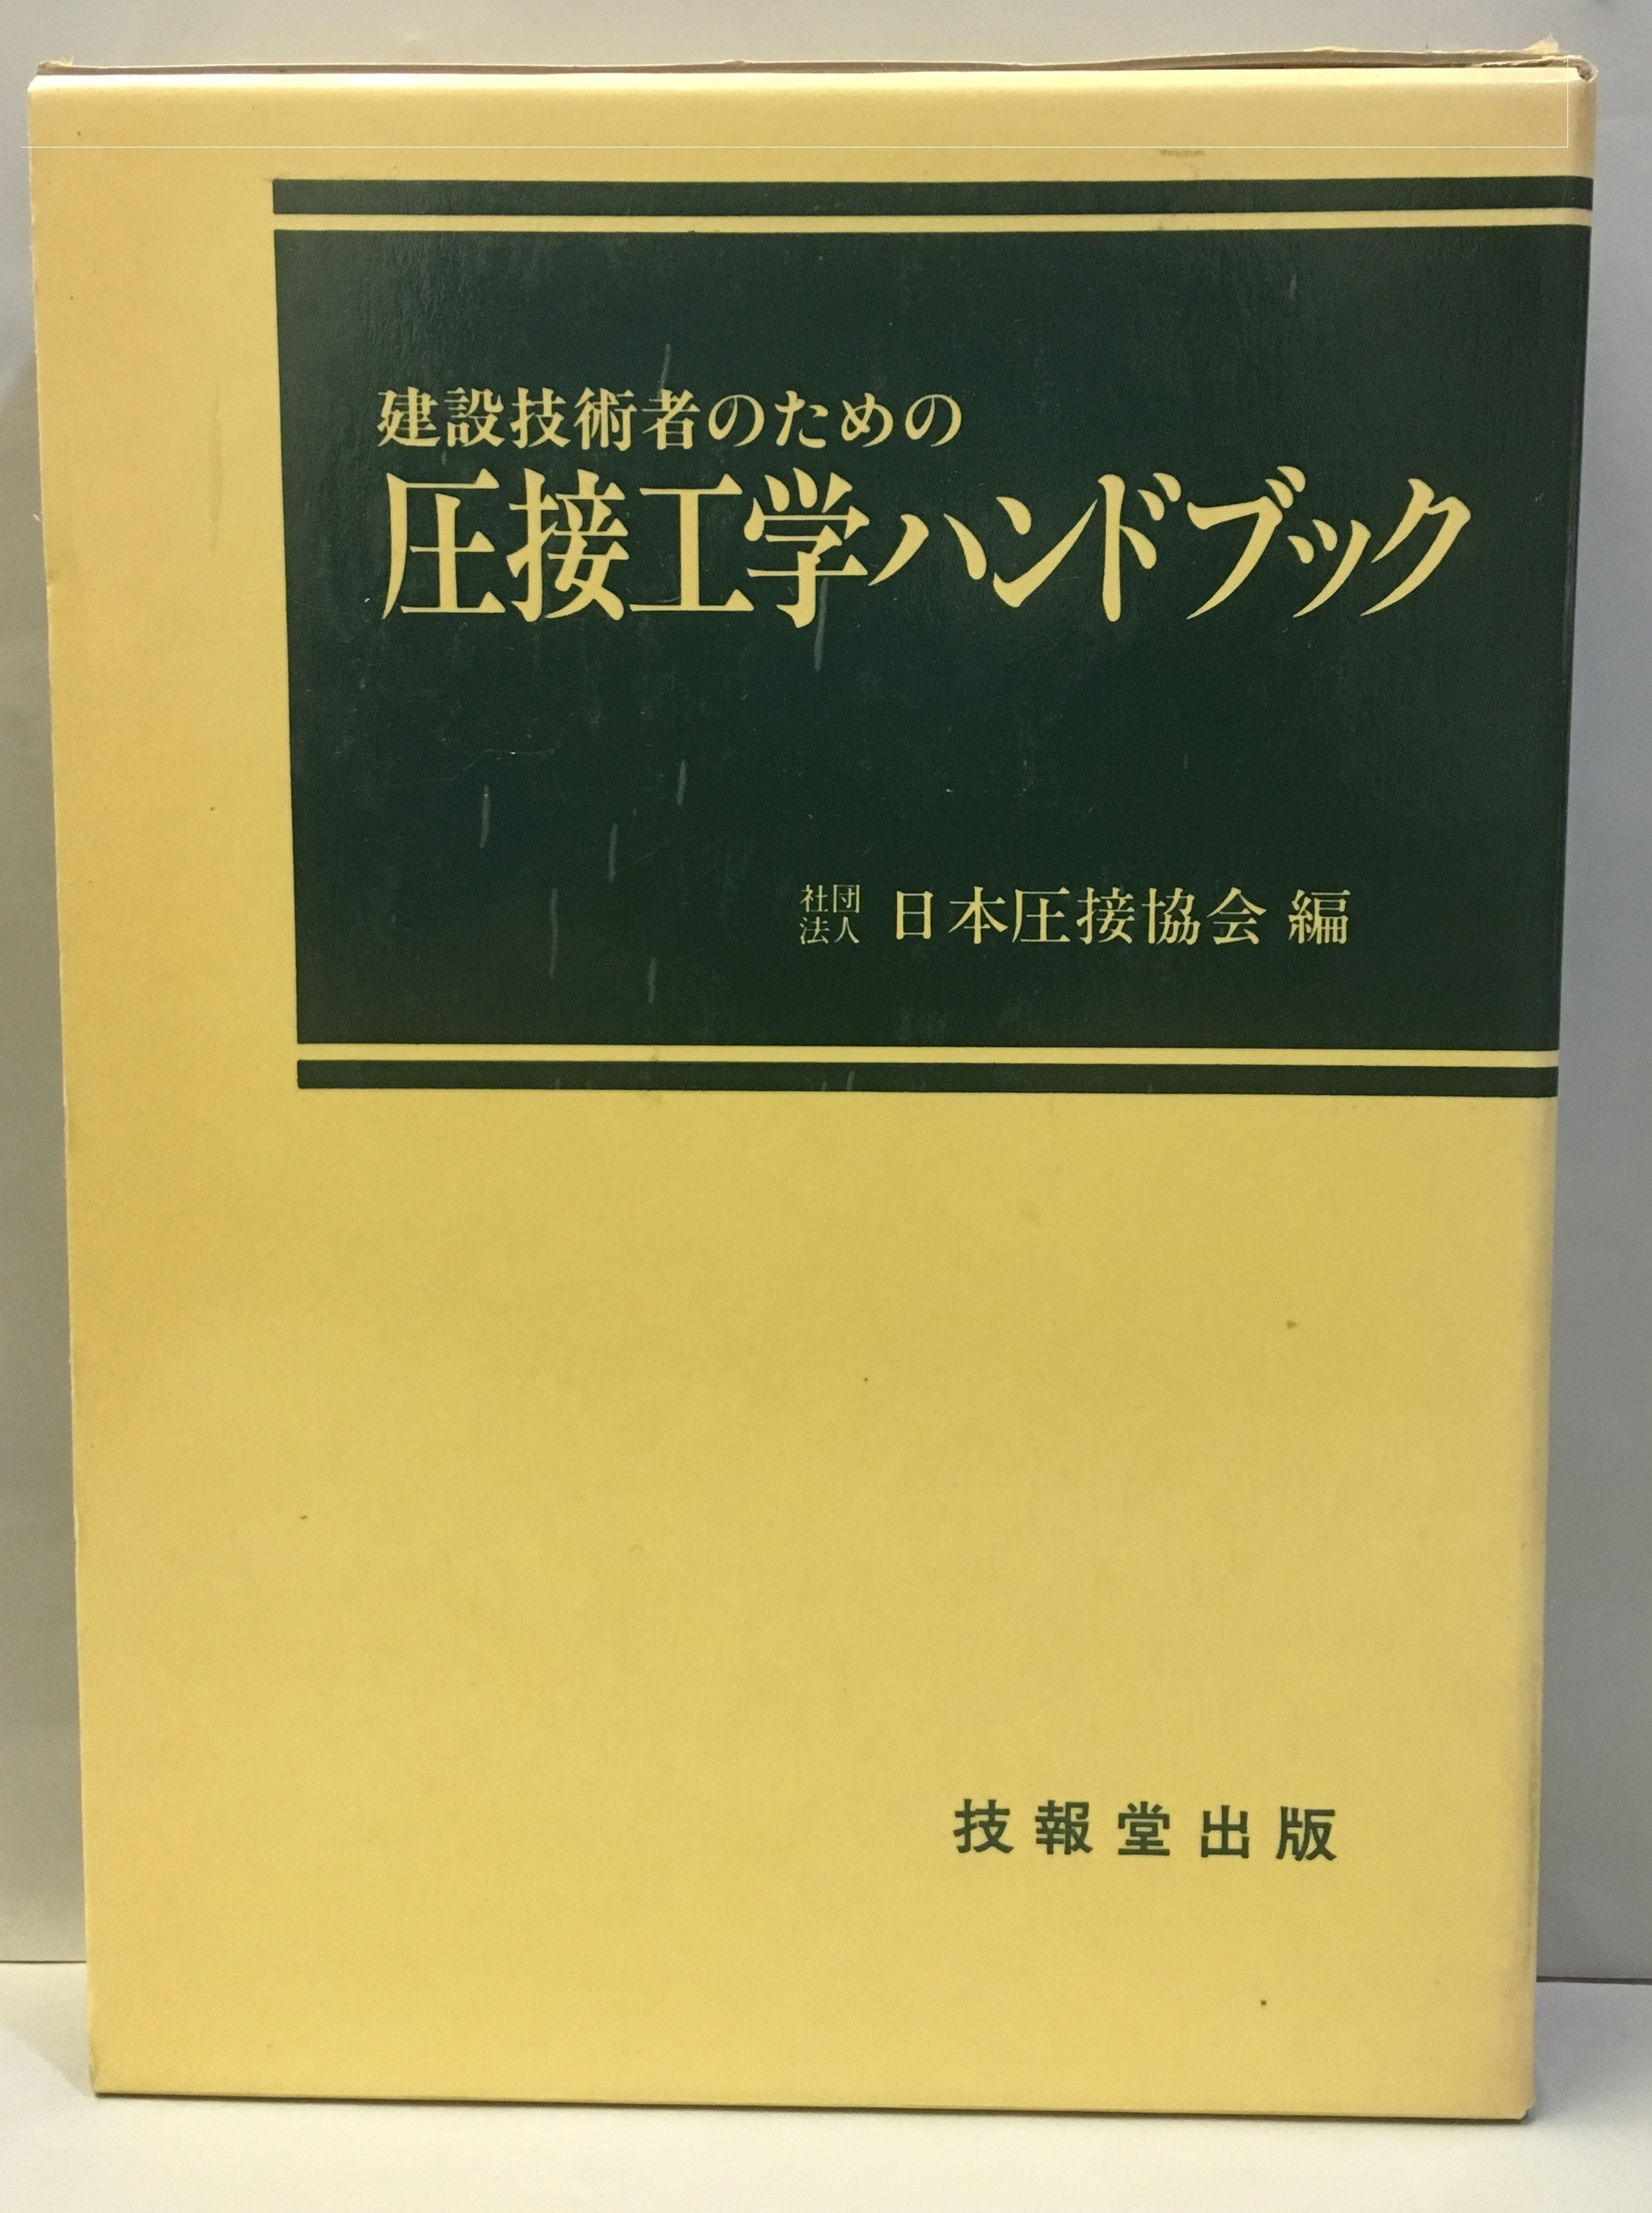 建設技術者のための
圧接工学ハンドブック
社団法人 日本圧接協会 編
技報堂出版